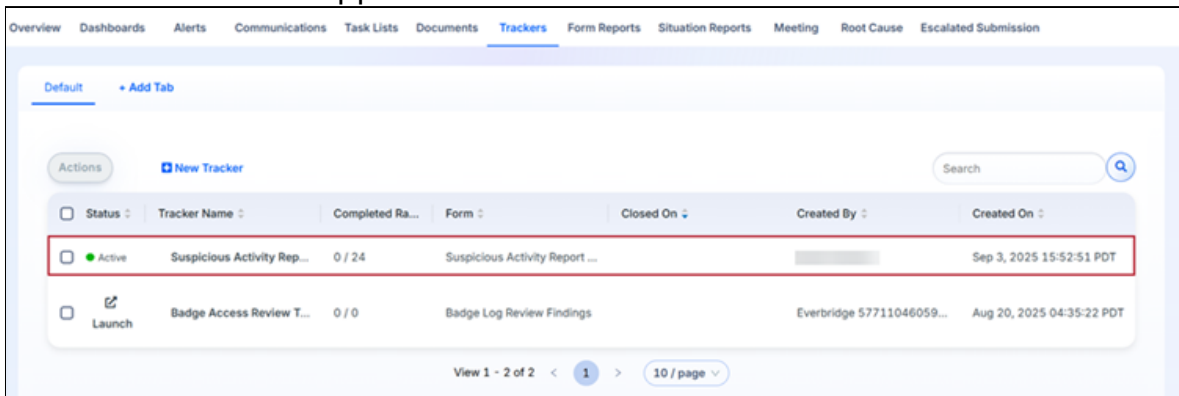 Overview Dashboards Alerts Communications Task Lists Documents Trackers Form Reports Situation Reports Meeting Root Cause Escalated Submission
Default + Add Tab
Actions New Tracker Search
Status Tracker Name Completed Ra... Form Closed On Created By Created On
Active Suspicious Activity Rep... 0 / 24 Suspicious Activity Report ... Sep 3, 2025 15:52:51 PDT
Launch Badge Access Review T... 0 / 0 Badge Log Review Findings Everbridge 57711046059... Aug 20, 2025 04:35:22 PDT
View 1 - 2 of 2 < 1 > 10 / page